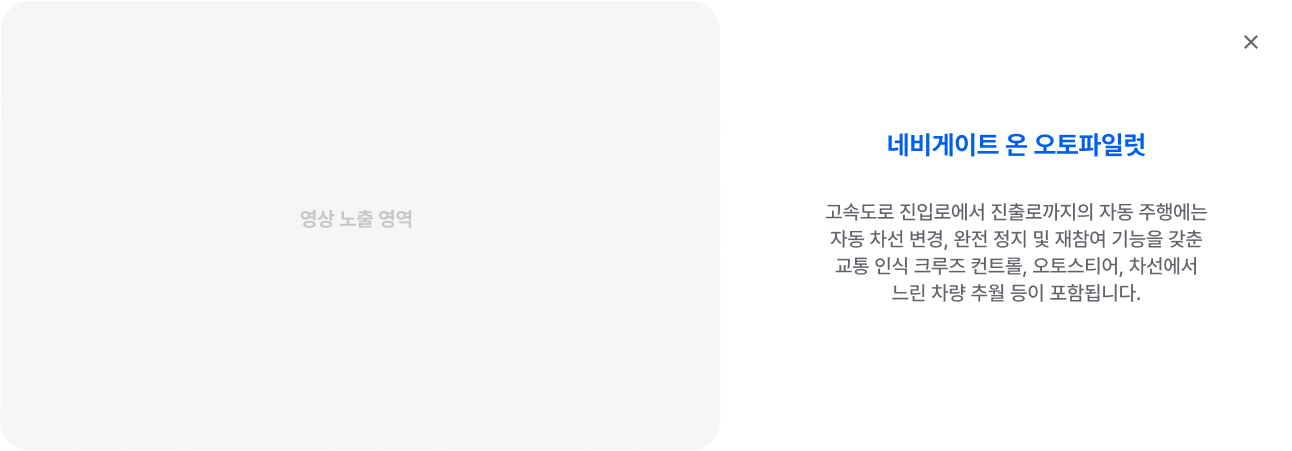 영상 노출 영역
네비게이트 온 오토파일럿
고속도로 진입로에서 진출로까지의 자동 주행에는
자동 차선 변경, 완전 정지 및 재참여 기능을 갖춘
교통 인식 크루즈 컨트롤, 오토스티어, 차선에서
느린 차량 추월 등이 포함됩니다.